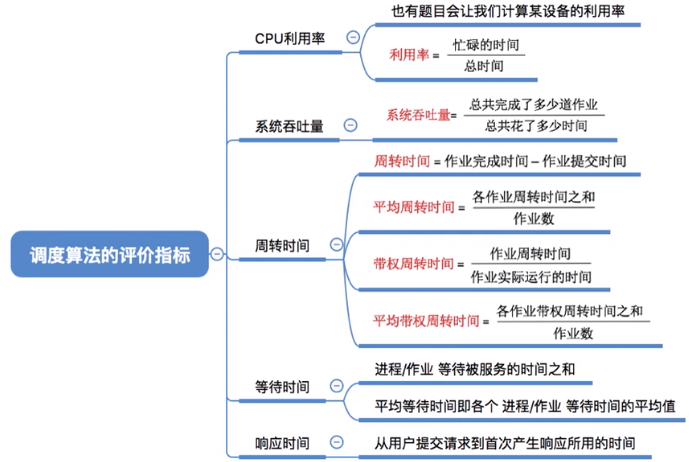 调度算法的评价指标
CPU利用率
也有题目会让我们计算某设备的利用率
利用率 = 忙碌的时间
总时间
系统吞吐量
系统吞吐量= 总共完成了多少道作业
总共花了多少时间
周转时间
周转时间 = 作业完成时间 – 作业提交时间
平均周转时间 = 各作业周转时间之和
作业数
带权周转时间 = 作业周转时间
作业实际运行的时间
平均带权周转时间 = 各作业带权周转时间之和
作业数
等待时间
进程/作业 等待被服务的时间之和
平均等待时间即各个 进程/作业 等待时间的平均值
响应时间
从用户提交请求到首次产生响应所用的时间